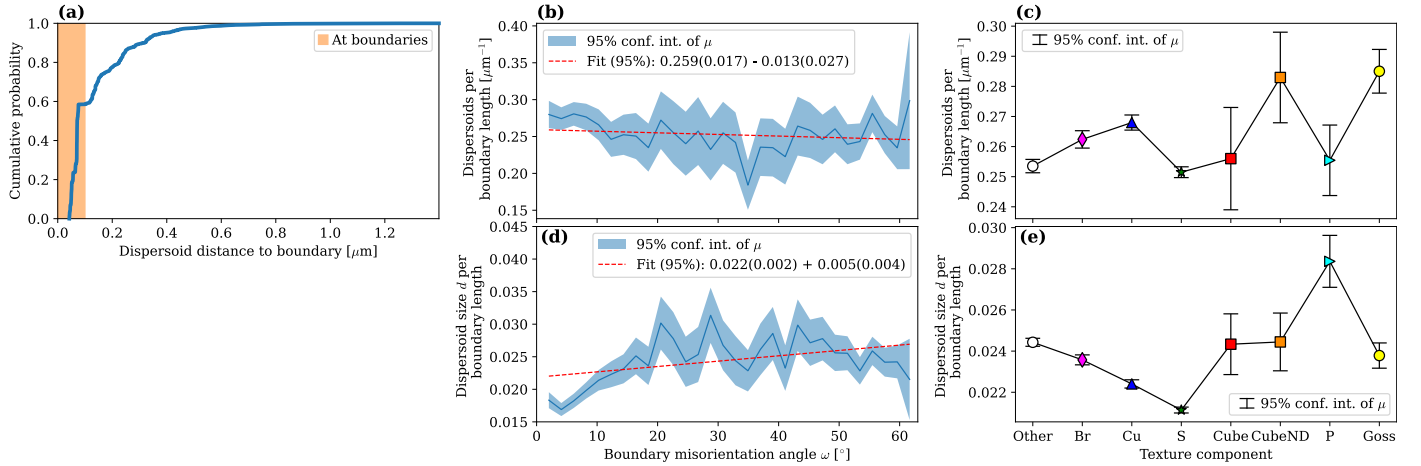 (a)
1.0
0.8
0.6
0.4
0.2
0.0
Cumulative probability
At boundaries
0.0 0.2 0.4 0.6 0.8 1.0 1.2
Dispersoid distance to boundary [μm]
(b)
0.40
0.35
0.30
0.25
0.20
0.15
Dispersoids per
boundary length [μm⁻¹]
95% conf. int. of μ
Fit (95%): 0.259(0.017) - 0.013(0.027)
(c)
0.30
0.29
0.28
0.27
0.26
0.25
0.24
Dispersoids per
boundary length [μm⁻¹]
95% conf. int. of μ
(d)
0.045
0.040
0.035
0.030
0.025
0.020
0.015
Dispersoid size d per
boundary length
95% conf. int. of μ
Fit (95%): 0.022(0.002) + 0.005(0.004)
0 10 20 30 40 50 60
Boundary misorientation angle ω [°]
(e)
0.030
0.028
0.026
0.024
0.022
Dispersoid size d per
boundary length
95% conf. int. of μ
Other Br Cu S Cube CubeND P Goss
Texture component